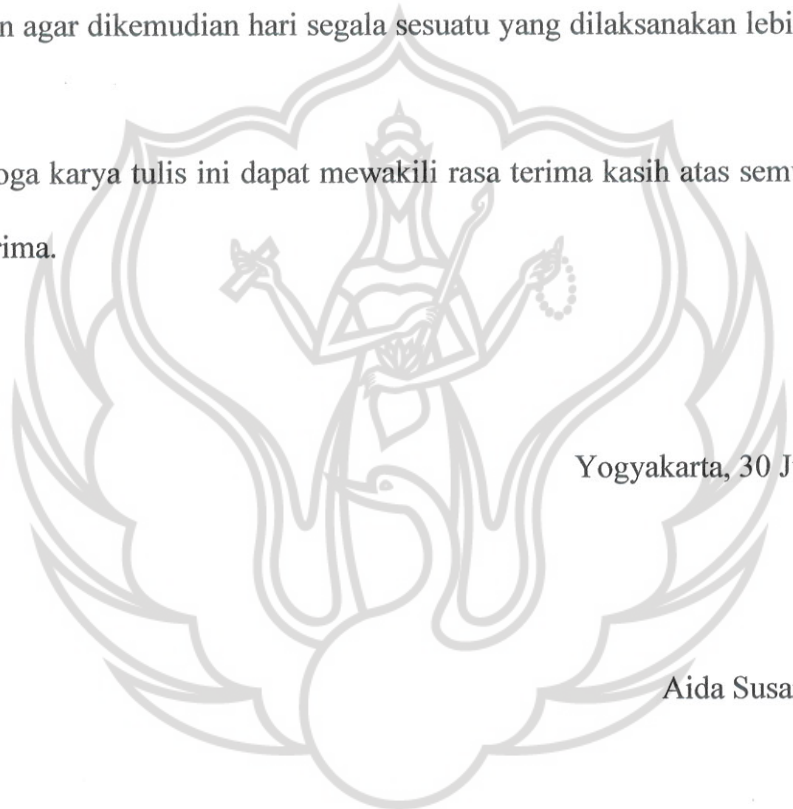 n agar dikemudian hari segala sesuatu yang dilaksanakan lebi
oga karya tulis ini dapat mewakili rasa terima kasih atas sem
rima.
Yogyakarta, 30 J
Aida Susa